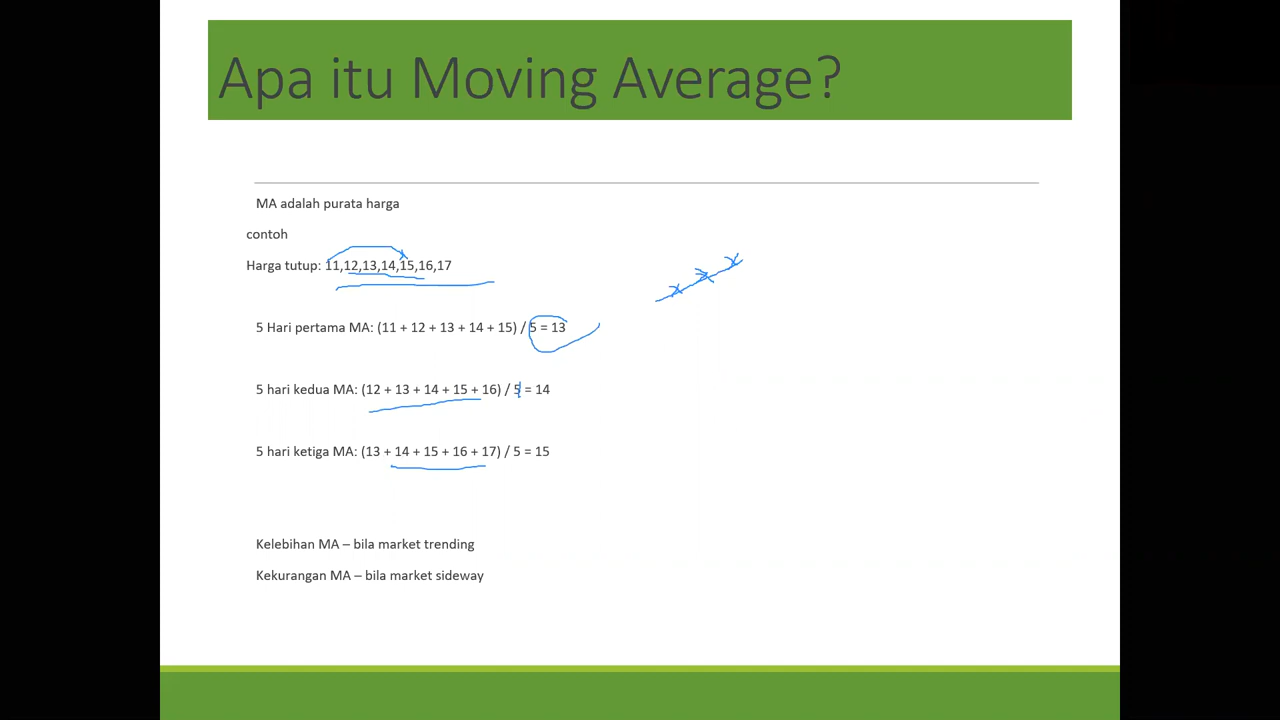 Apa itu Moving Average?
MA adalah purata harga
contoh
Harga tutup: 11,12,13,14,15,16,17
5 Hari pertama MA: (11 + 12 + 13 + 14 + 15) / 5 = 13
5 hari kedua MA: (12 + 13 + 14 + 15 + 16) / 5 = 14
5 hari ketiga MA: (13 + 14 + 15 + 16 + 17) / 5 = 15
Kelebihan MA – bila market trending
Kekurangan MA – bila market sideway